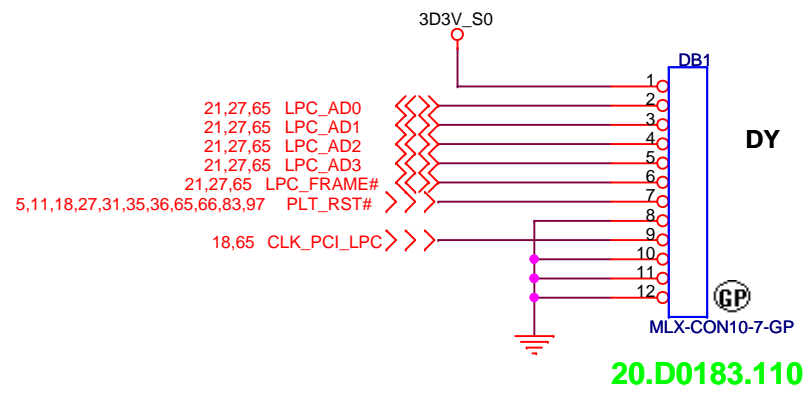 3D3V_S0
DB1
1
21,27,65 LPC_AD0 2
21,27,65 LPC_AD1 3
21,27,65 LPC_AD2 4
21,27,65 LPC_AD3 5
DY
21,27,65 LPC_FRAME# 6
5,11,18,27,31,35,36,65,66,83,97 PLT_RST# 7
8
18,65 CLK_PCI_LPC 9
10
11
12
GP
MLX-CON10-7-GP
20.D0183.110